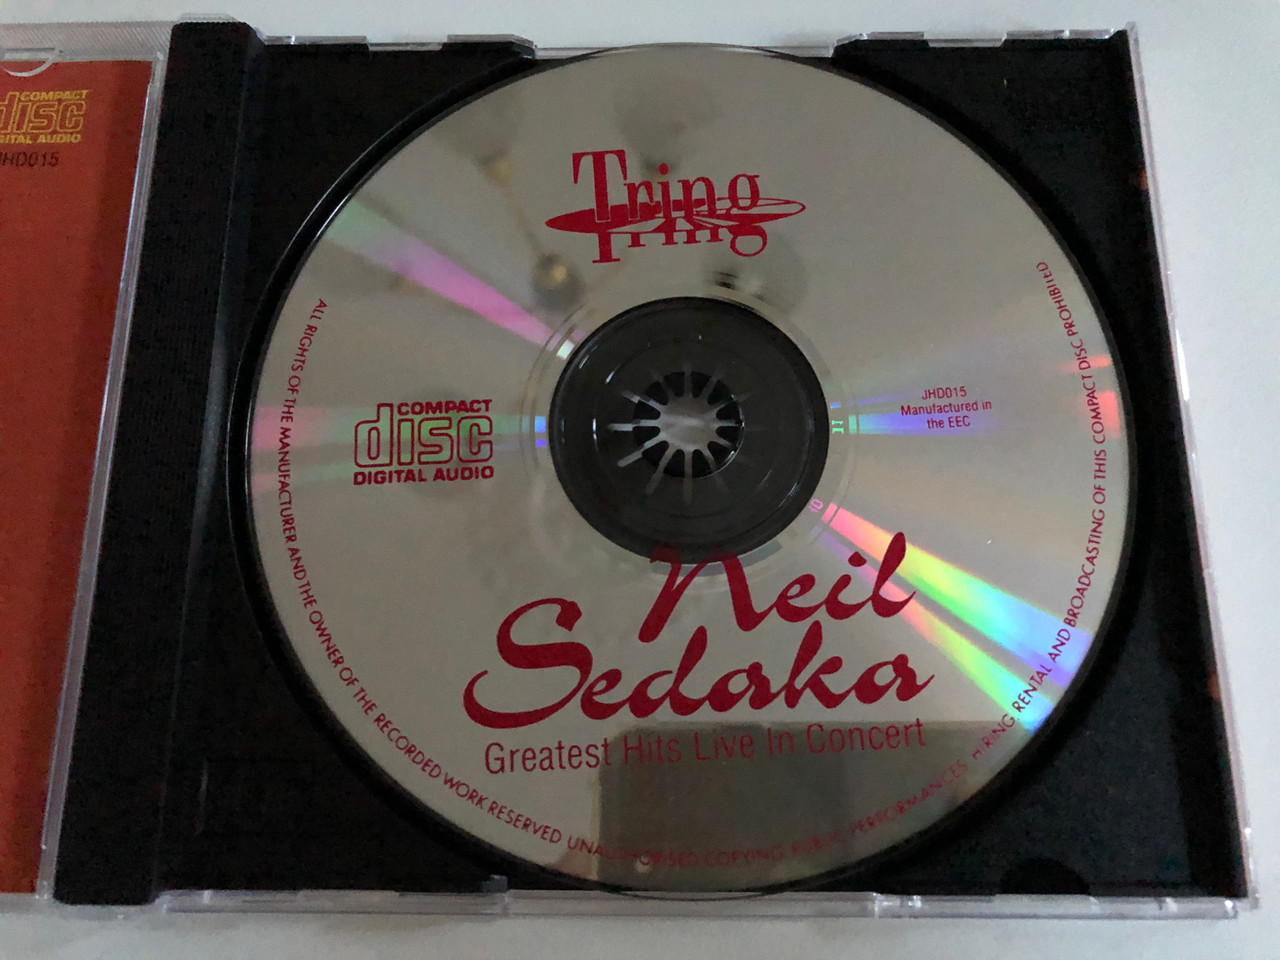 COMPACT
disc
DIGITAL AUDIO
JHD015
Tring
COMPACT
disc
DIGITAL AUDIO
JHD015
Manufactured in
the EEC
Neil
Sedaka
Greatest Hits Live In Concert
ALL RIGHTS OF THE MANUFACTURER AND THE OWNER OF THE RECORDED WORK RESERVED UNAUTHORISED COPYING, PUBLIC PERFORMANCES, HIRING, RENTAL AND BROADCASTING OF THIS COMPACT DISC PROHIBITED